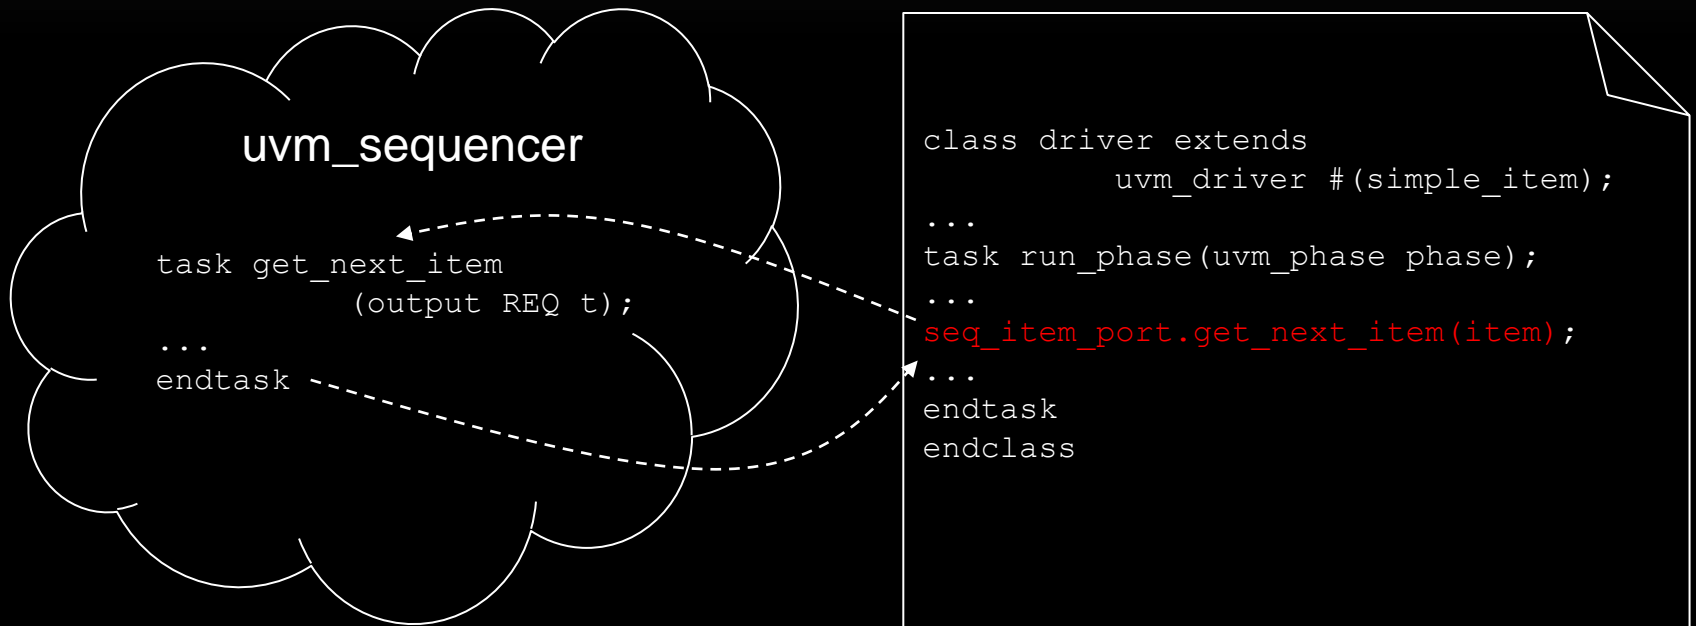 uvm_sequencer
task get_next_item
(output REQ t);
...
endtask
class driver extends
uvm_driver #(simple_item);
...
task run_phase(uvm_phase phase);
...
seq_item_port.get_next_item(item);
...
endtask
endclass